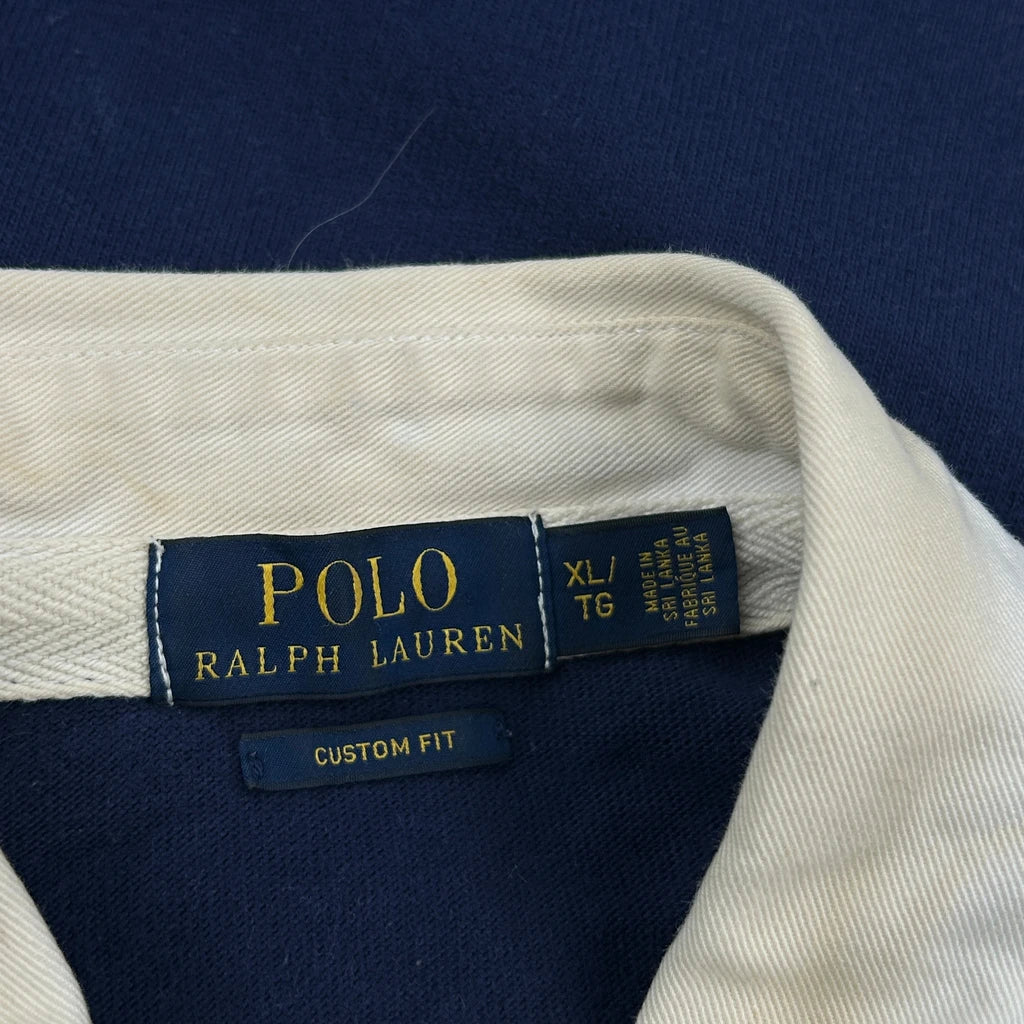 POLO
RALPH LAUREN
XL/
TG
MADE IN
SRI LANKA
FABRIQUÉ AU
SRI LANKA
CUSTOM FIT